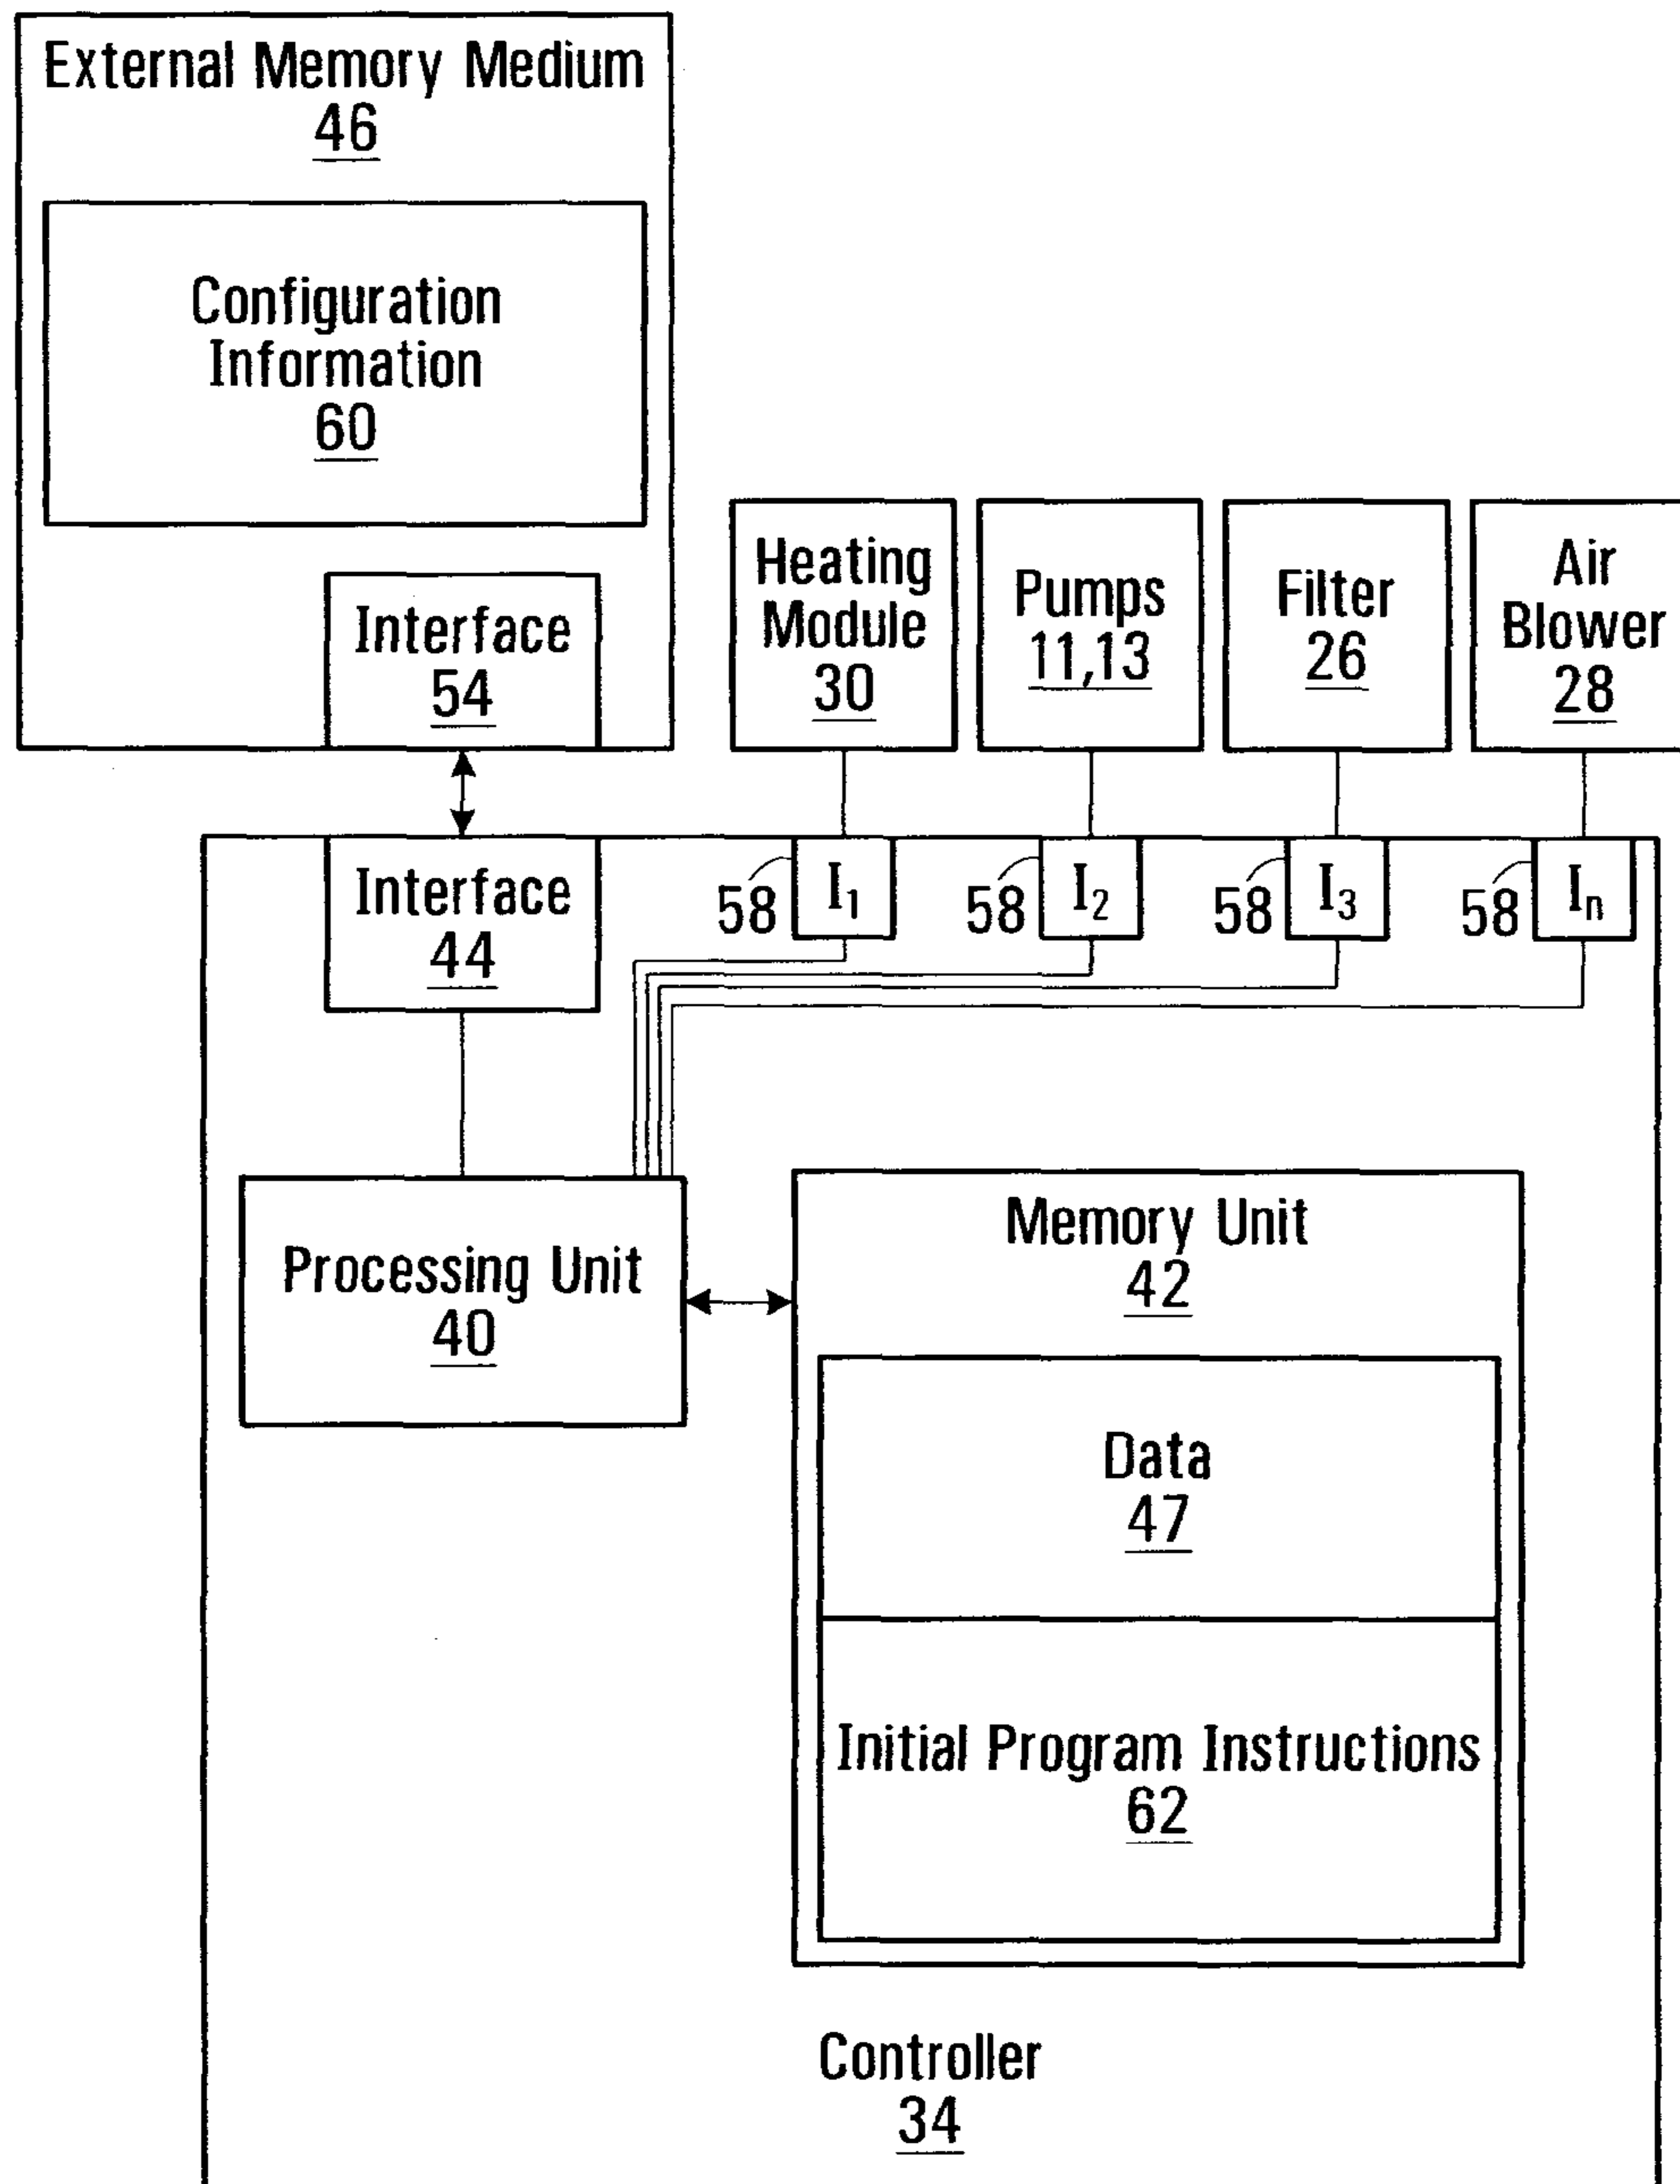 External Memory Medium
46
Configuration
Information
60
Interface
54
Heating
Module
30
Pumps
11,13
Filter
26
Air
Blower
28
Interface
44
58
I₁
58
I₂
58
I₃
58
Iₙ
Processing Unit
40
Memory Unit
42
Data
47
Initial Program Instructions
62
Controller
34